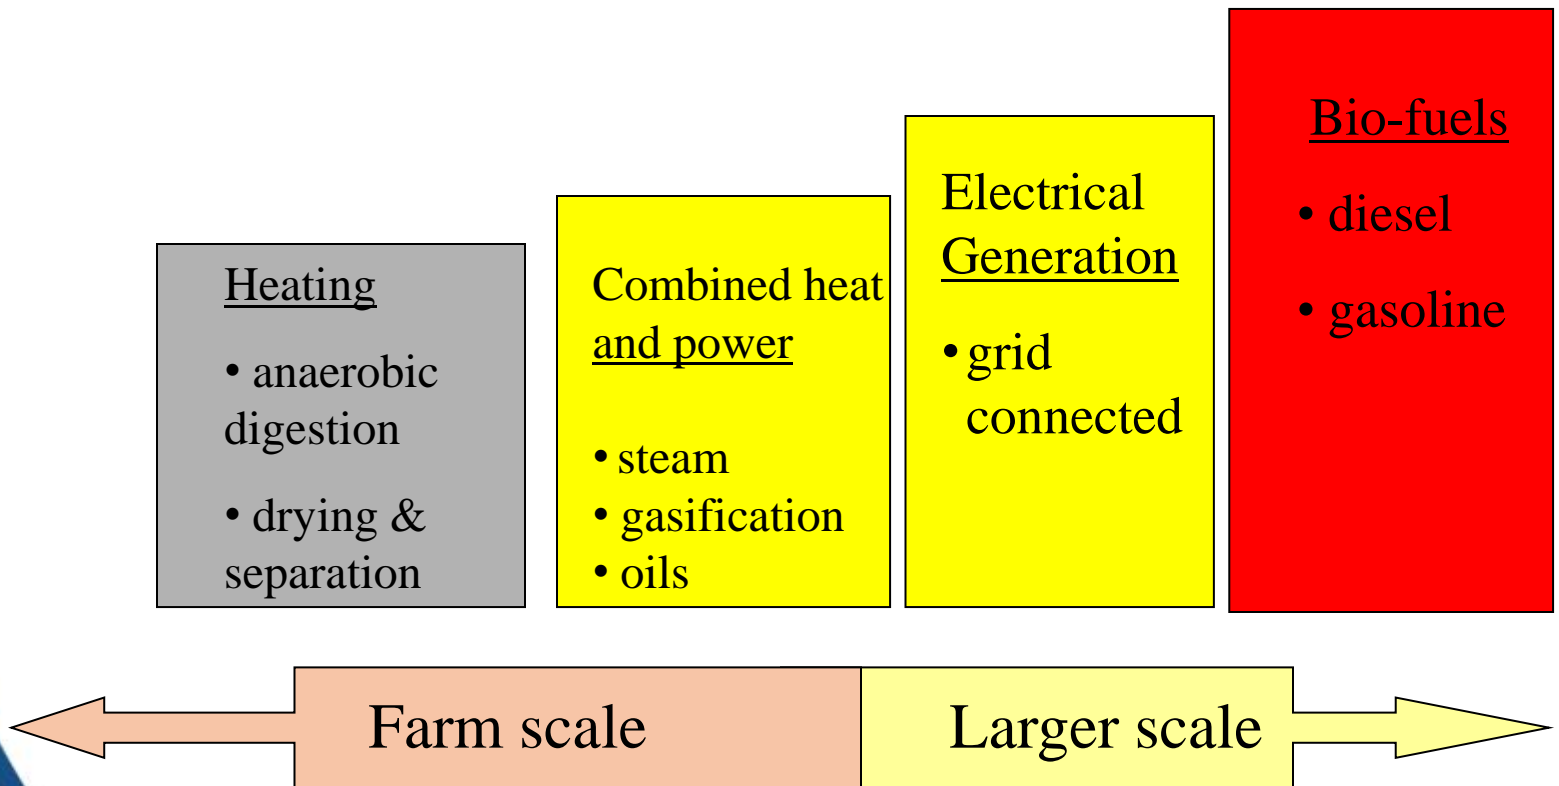 Heating
• anaerobic
digestion
• drying &
separation
Combined heat
and power
• steam
• gasification
• oils
Electrical
Generation
• grid
connected
Bio-fuels
• diesel
• gasoline
Farm scale
Larger scale